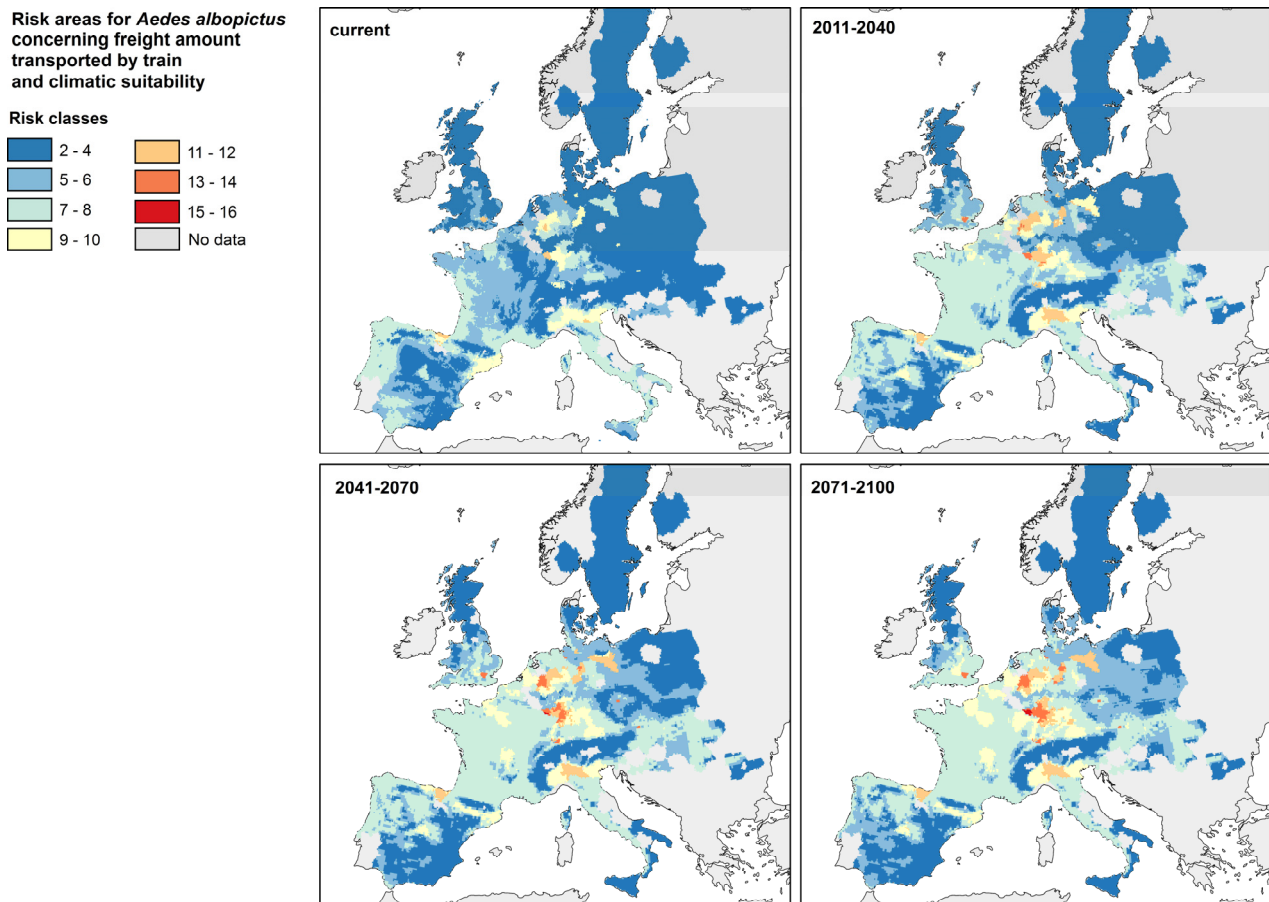 Risk areas for Aedes albopictus
concerning freight amount
transported by train
and climatic suitability
Risk classes
2 - 4
5 - 6
7 - 8
9 - 10
11 - 12
13 - 14
15 - 16
No data
current
2011-2040
2041-2070
2071-2100